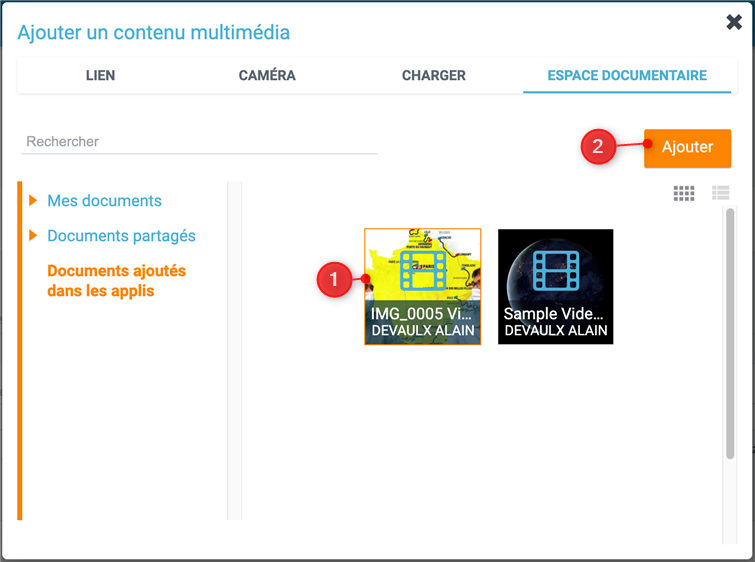 Ajouter un contenu multimédia
LIEN
CAMÉRA
CHARGER
ESPACE DOCUMENTAIRE
Rechercher
2
Ajouter
Mes documents
Documents partagés
Documents ajoutés
dans les applis
1
PARIS
IMG_0005 Vi...
DEVAULX ALAIN
Sample Vide...
DEVAULX ALAIN